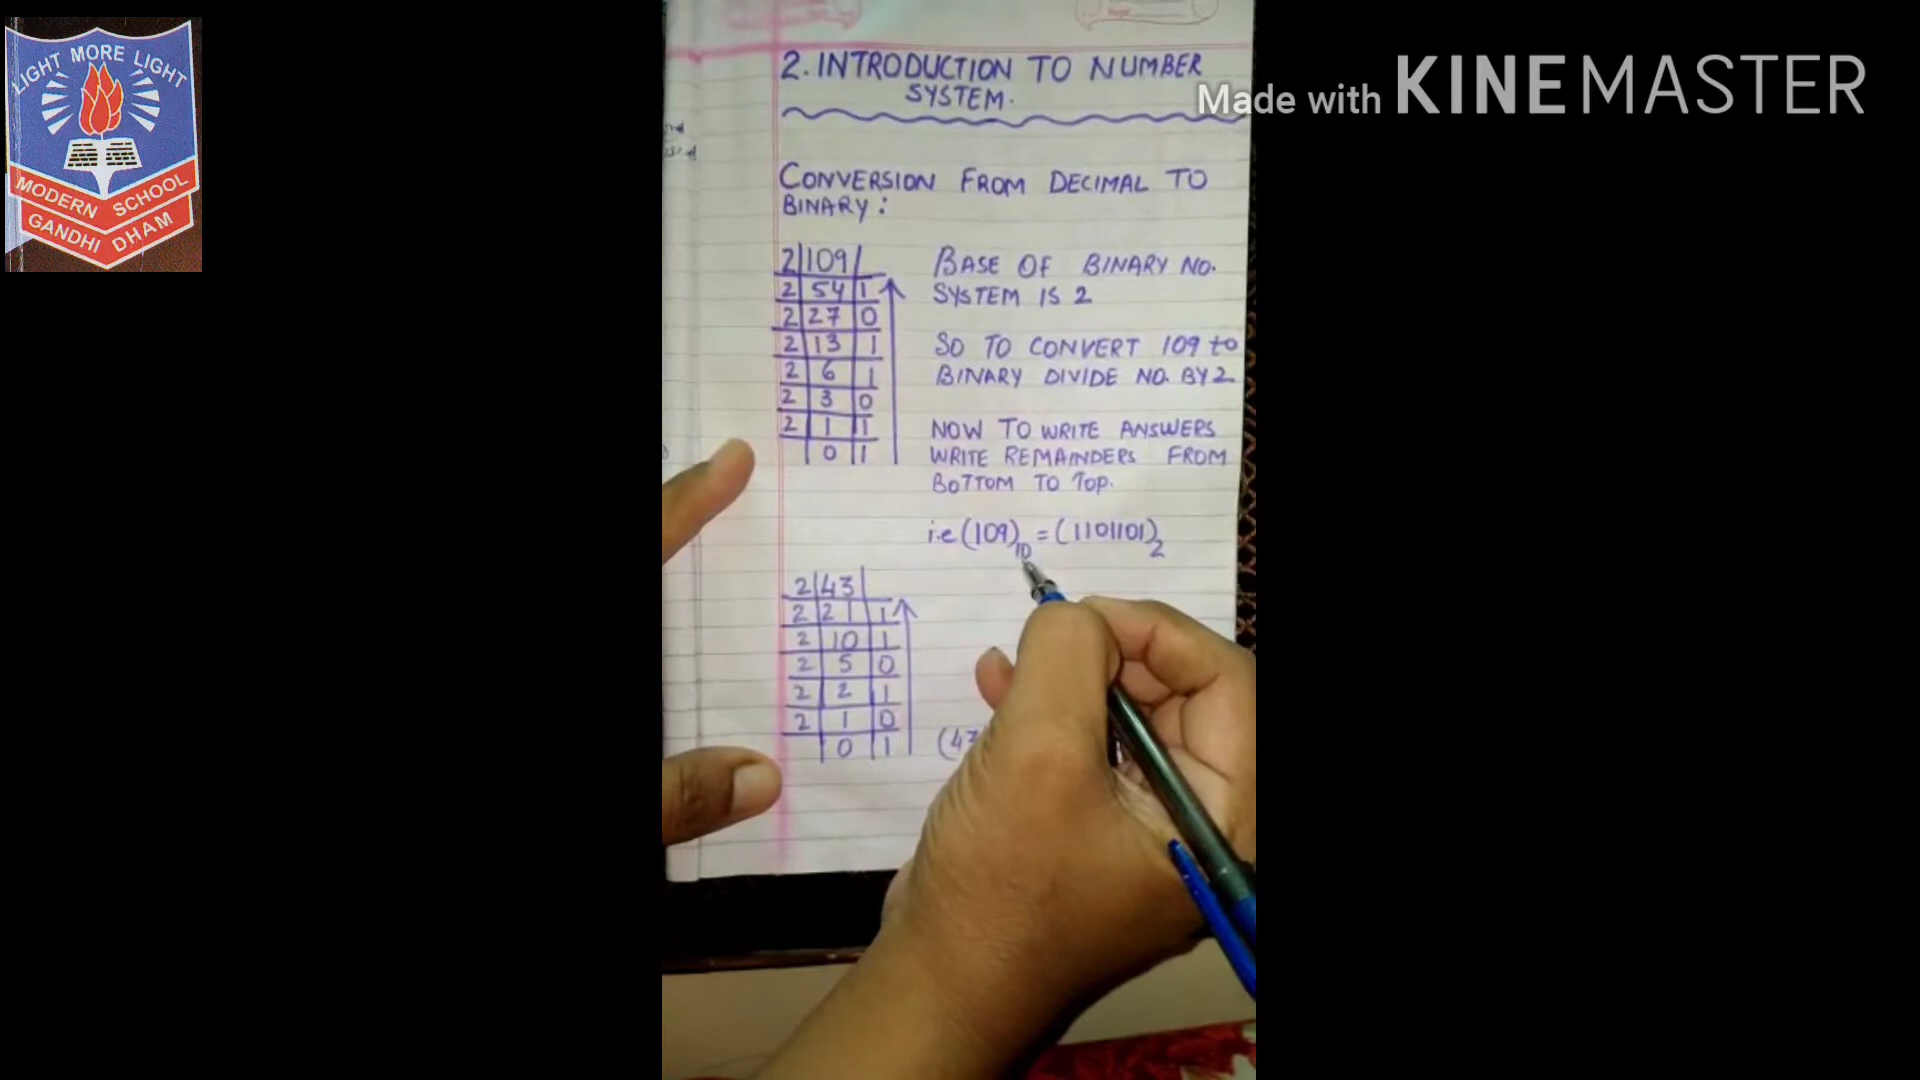 LIGHT MORE LIGHT
MODERN SCHOOL
GANDHI DHAM
Made with KINEMASTER
Page
2. INTRODUCTION TO NUMBER
SYSTEM.
CONVERSION FROM DECIMAL TO
BINARY:
2 109
2 54 1
2 27 0
2 13 1
2 6 1
2 3 0
2 1 1
0 1
BASE OF BINARY NO.
SYSTEM IS 2
SO TO CONVERT 109 to
BINARY DIVIDE NO. BY 2
NOW TO WRITE ANSWERS
WRITE REMAINDERS FROM
BOTTOM TO TOP.
i.e (109)10 = (1101101)2
2 43
2 21 1
2 10 1
2 5 0
2 2 1
2 1 0
0 1
(43